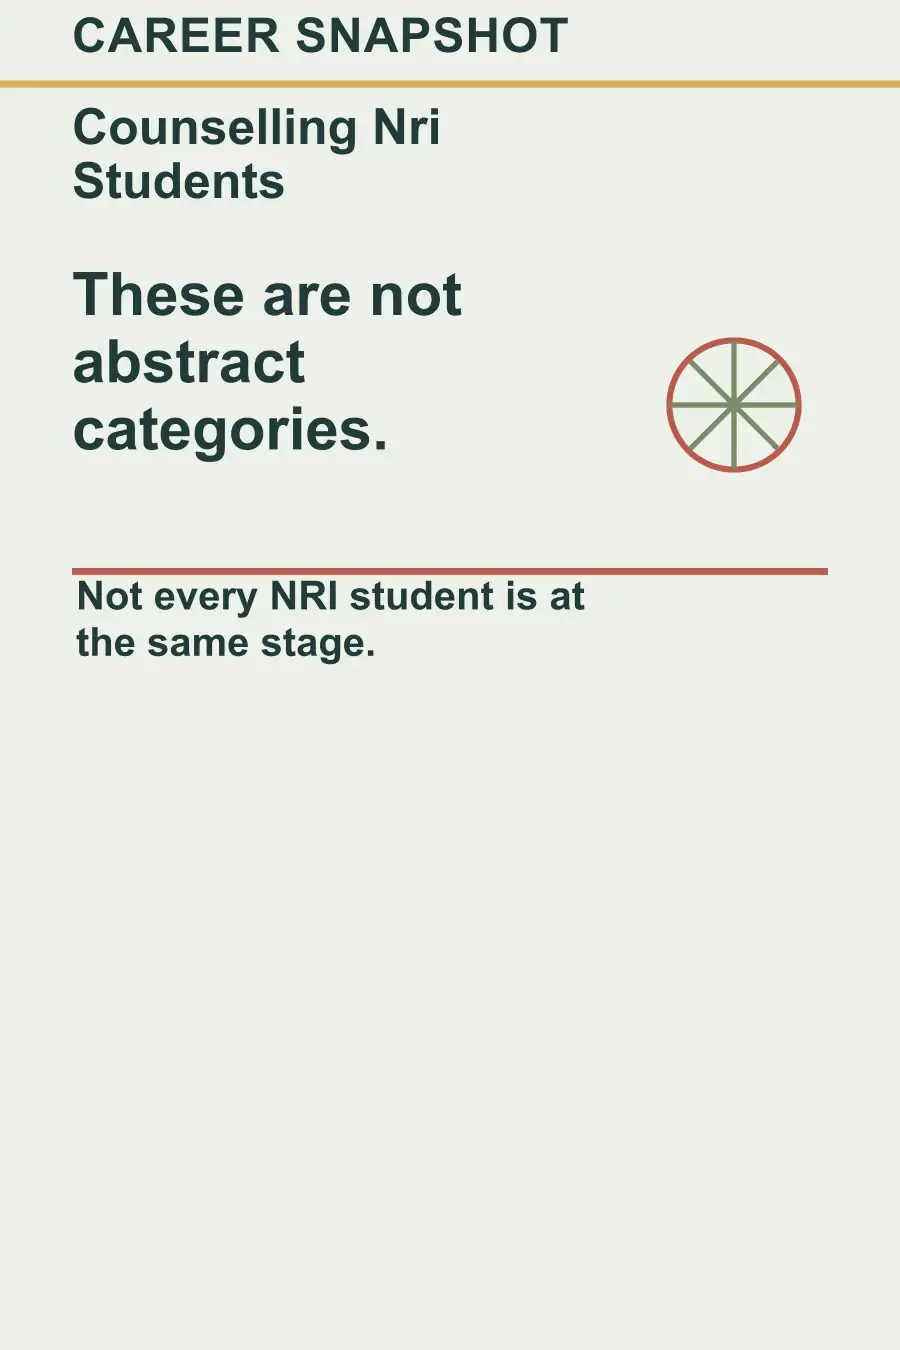 CAREER SNAPSHOT
Counselling Nri
Students
These are not
abstract
categories.
Not every NRI student is at
the same stage.